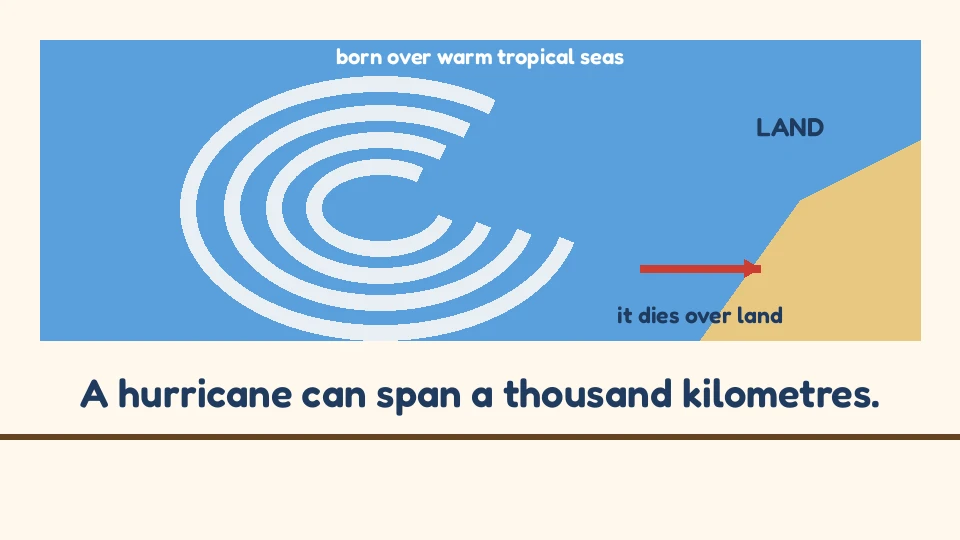 born over warm tropical seas
LAND
it dies over land
A hurricane can span a thousand kilometres.